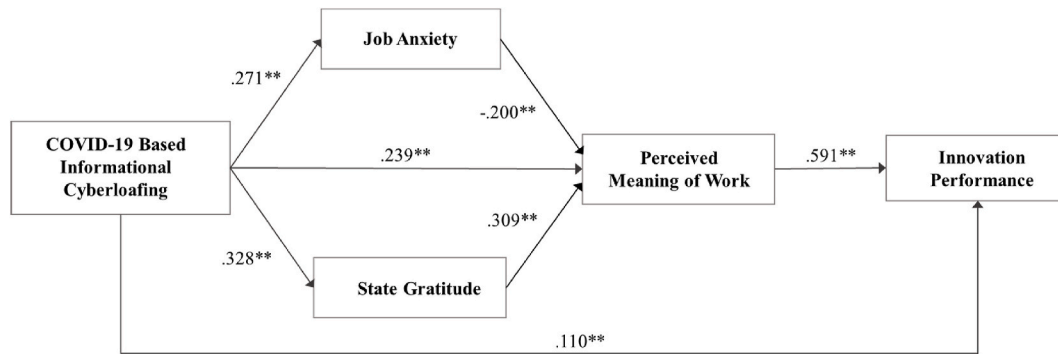 Job Anxiety
.271**
-.200**
COVID-19 Based
Informational
Cyberloafing
.239**
Perceived
Meaning of Work
.591**
Innovation
Performance
.309**
.328**
State Gratitude
.110**